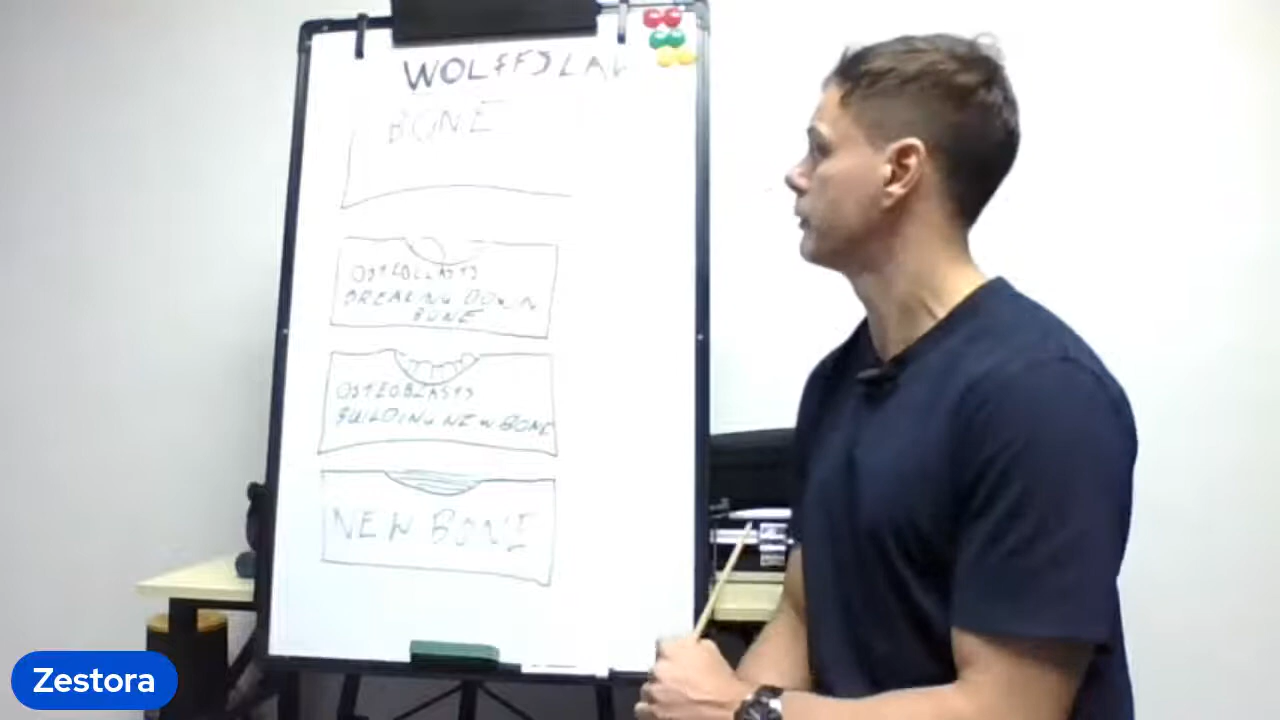 WOLFFS LAW
BONE
OSTEOCLASTS
BREAKING DOWN
BONE
OSTEOBLASTS
BUILDING NEW BONE
NEW BONE
Zestora